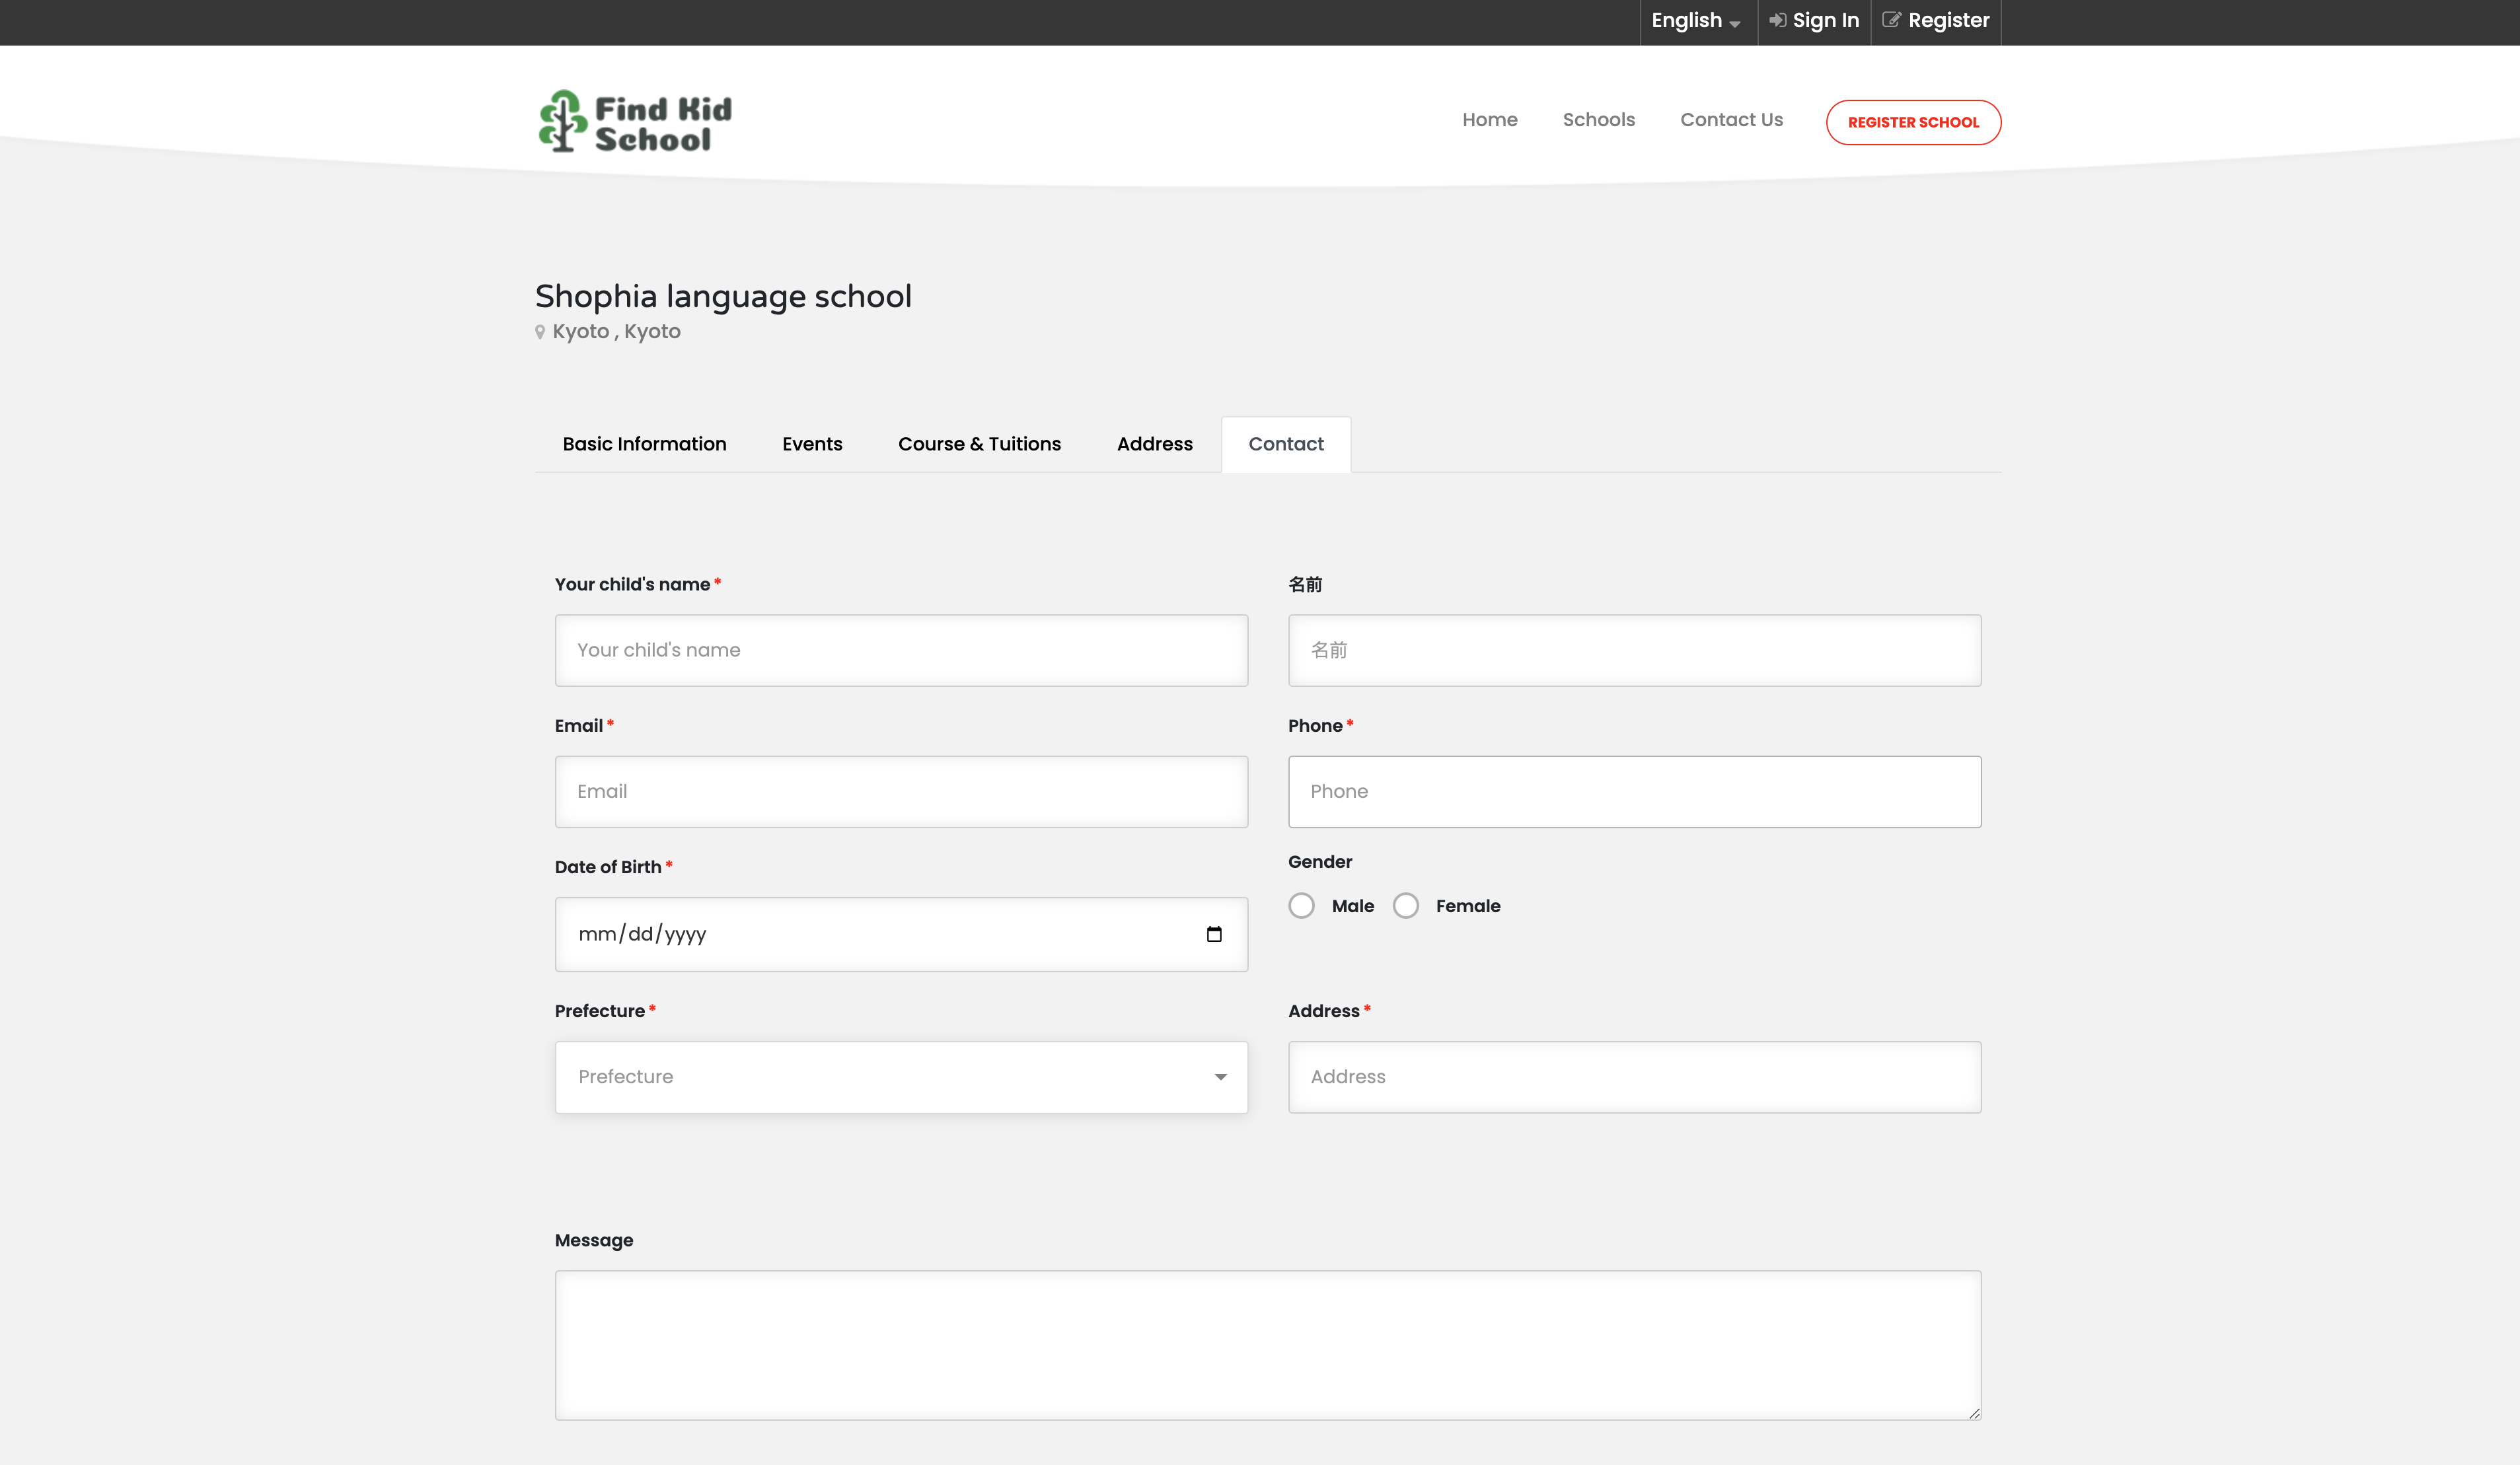 English Sign In Register
Find Kid
School
Home Schools Contact Us REGISTER SCHOOL
Shophia language school
Kyoto , Kyoto
Basic Information Events Course & Tuitions Address Contact
Your child's name *
Your child's name
名前
名前
Email *
Email
Phone *
Phone
Date of Birth *
mm/dd/yyyy
Gender
Male Female
Prefecture *
Prefecture
Address *
Address
Message